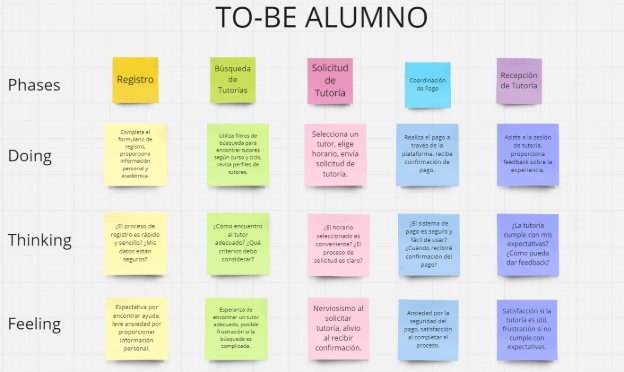 TO-BE ALUMNO
Phases
Registro
Búsqueda
de
Tutorías
Solicitud
de
Tutoría
Coordinación
de Pago
Recepción
de Tutoría
Doing
Completa el
formulario de
registro,
proporciona
información
personal y
académica.
Utiliza filtros de
búsqueda para
encontrar tutores
según curso y ciclo,
revisa perfiles de
tutores.
Selecciona un
tutor, elige
horario, envía
solicitud de
tutoría.
Realiza el pago a
través de la
plataforma, recibe
confirmación de
pago.
Asiste a la sesión
de tutoría,
proporciona
feedback sobre la
experiencia.
Thinking
¿El proceso de
registro es rápido
y sencillo? ¿Mis
datos están
seguros?
¿Cómo encuentro
al tutor
adecuado? ¿Qué
criterios debo
considerar?
¿El horario
seleccionado es
conveniente? ¿El
proceso de
solicitud es claro?
¿El sistema de
pago es seguro y
fácil de usar?
¿Cuándo recibiré
confirmación del
pago?
¿La tutoría
cumple con mis
expectativas?
¿Cómo puedo
dar feedback?
Feeling
Expectativa por
encontrar ayuda,
leve ansiedad por
proporcionar
información
personal.
Esperanza de
encontrar un tutor
adecuado, posible
frustración si la
búsqueda es
complicada.
Nerviosismo al
solicitar
tutoría, alivio
al recibir
confirmación.
Ansiedad por la
seguridad del
pago, satisfacción
al completar el
proceso.
Satisfacción si la
tutoría es útil,
frustración si no
cumple con
expectativas.